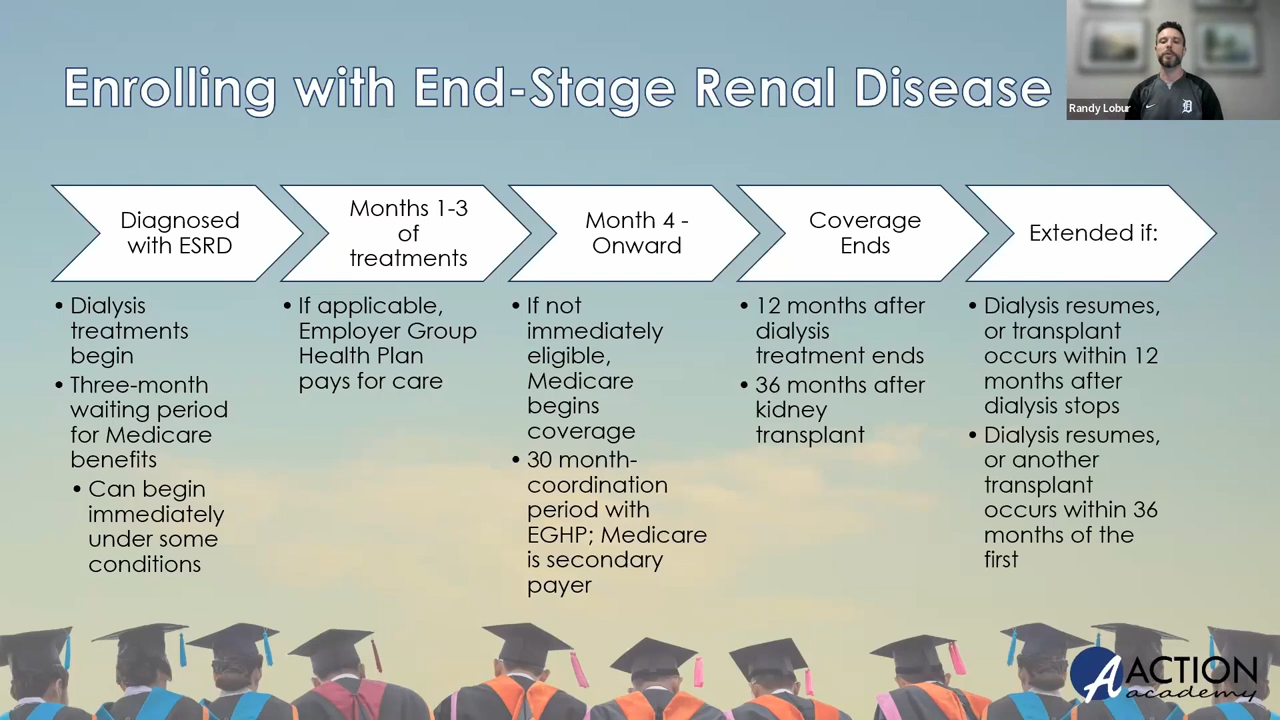 Enrolling with End-Stage Renal Disease
Randy Lobur
Diagnosed
with ESRD
Months 1-3
of
treatments
Month 4 -
Onward
Coverage
Ends
Extended if:
• Dialysis
treatments
begin
• Three-month
waiting period
for Medicare
benefits
• Can begin
immediately
under some
conditions
• If applicable,
Employer Group
Health Plan
pays for care
• If not
immediately
eligible,
Medicare
begins
coverage
• 30 month-
coordination
period with
EGHP; Medicare
is secondary
payer
• 12 months after
dialysis
treatment ends
• 36 months after
kidney
transplant
• Dialysis resumes,
or transplant
occurs within 12
months after
dialysis stops
• Dialysis resumes,
or another
transplant
occurs within 36
months of the
first
A ACTION
academy